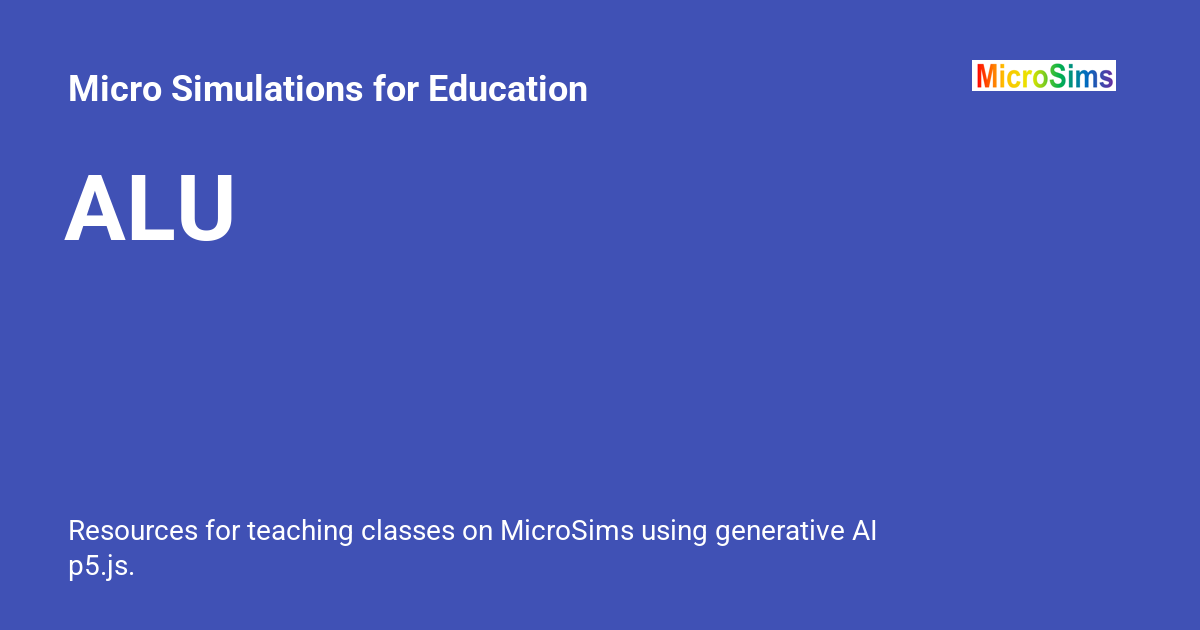 Micro Simulations for Education
MicroSims
ALU
Resources for teaching classes on MicroSims using generative AI
p5.js.